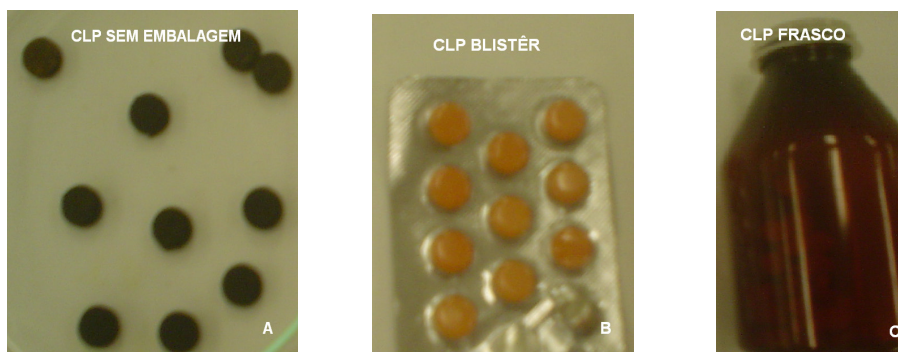 CLP SEM EMBALAGEM
A
CLP BLISTÊR
B
CLP FRASCO
C